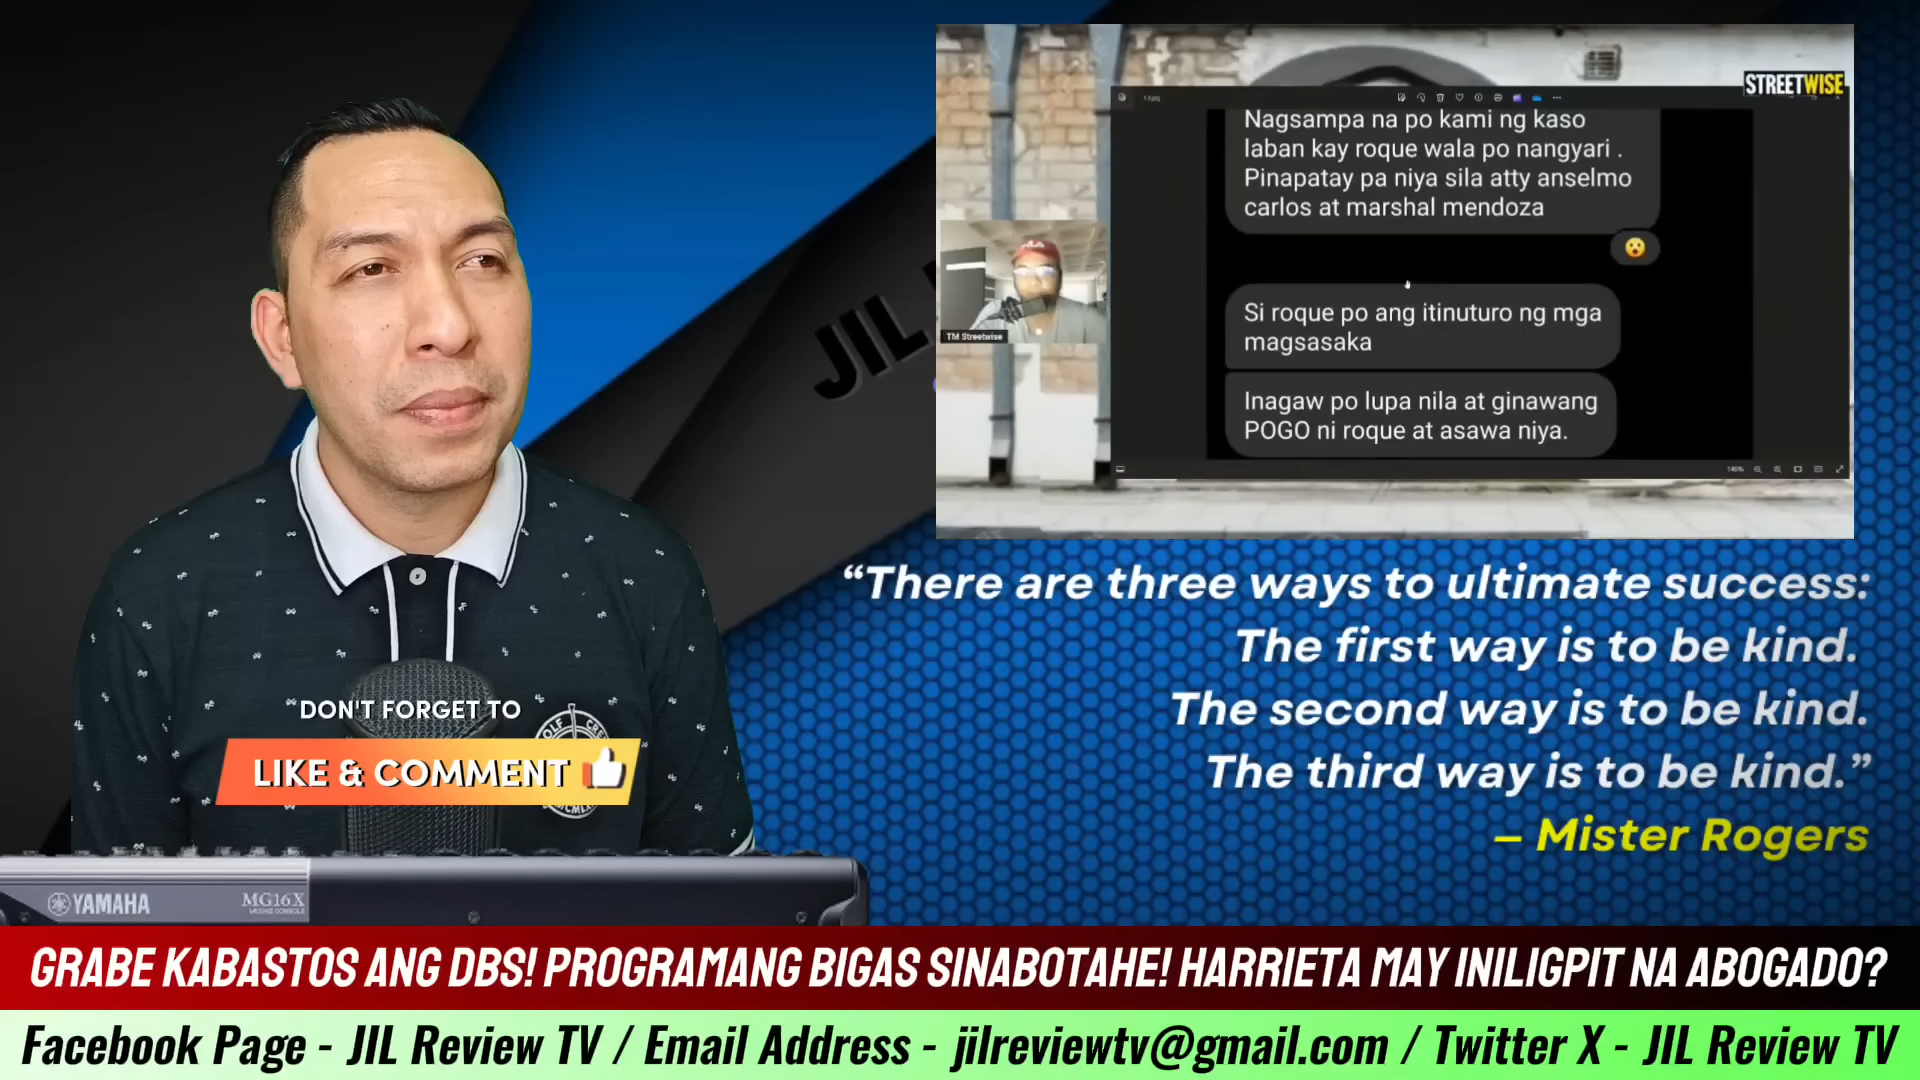 STREETWISE
Nagsampa na po kami ng kaso
laban kay roque wala po nangyari .
Pinapatay pa niya sila atty anselmo
carlos at marshal mendoza
Si roque po ang itinuturo ng mga
magsasaka
Inagaw po lupa nila at ginawang
POGO ni roque at asawa niya.
TM Streetwise
146%
JIL
“There are three ways to ultimate success:
The first way is to be kind.
The second way is to be kind.
The third way is to be kind.”
– Mister Rogers
DON'T FORGET TO
LIKE & COMMENT
YAMAHA
MG16X
MIXING CONSOLE
GRABE KABASTOS ANG DBS! PROGRAMANG BIGAS SINABOTAHE! HARRIETA MAY INILIGPIT NA ABOGADO?
Facebook Page - JIL Review TV / Email Address - jilreviewtv@gmail.com / Twitter X - JIL Review TV